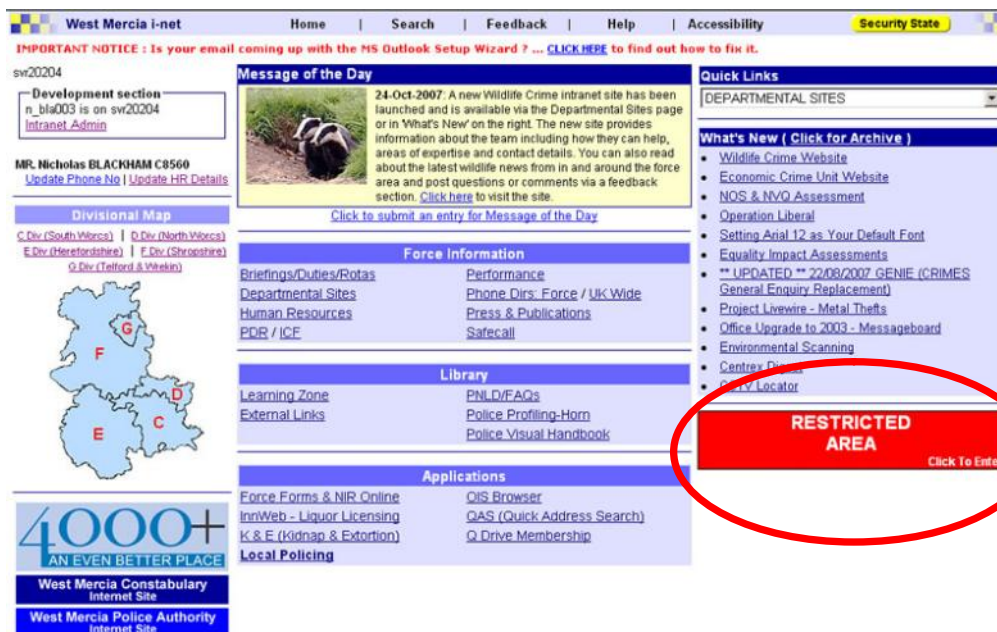 West Mercia i-net
Home | Search | Feedback | Help | Accessibility
Security State
IMPORTANT NOTICE : Is your email coming up with the MS Outlook Setup Wizard ? ... CLICK HERE to find out how to fix it.
svr20204
Development section
n_bla003 is on svr20204
Intranet Admin
MR. Nicholas BLACKHAM C8560
Update Phone No | Update HR Details
Divisional Map
C Div (South Worcs) | D Div (North Worcs)
E Div (Herefordshire) | F Div (Shropshire)
G Div (Telford & Wrekin)
G
F
D
C
E
4000+
AN EVEN BETTER PLACE
West Mercia Constabulary
Internet Site
West Mercia Police Authority
Internet Site
Message of the Day
24-Oct-2007: A new Wildlife Crime intranet site has been
launched and is available via the Departmental Sites page
or in 'What's New' on the right. The new site provides
information about the team including how they can help,
areas of expertise and contact details. You can also read
about the latest wildlife news from in and around the force
area and post questions or comments via a feedback
section. Click here to visit the site.
Click to submit an entry for Message of the Day
Force Information
Briefings/Duties/Rotas
Performance
Departmental Sites
Phone Dirs: Force / UK Wide
Human Resources
Press & Publications
PDR / ICF
Safecall
Library
Learning Zone
PNLD/FAQs
External Links
Police Profiling-Horn
Police Visual Handbook
Applications
Force Forms & NIR Online
OIS Browser
InnWeb - Liquor Licensing
QAS (Quick Address Search)
K & E (Kidnap & Extortion)
Q Drive Membership
Local Policing
Quick Links
DEPARTMENTAL SITES
What's New ( Click for Archive )
Wildlife Crime Website
Economic Crime Unit Website
NOS & NVQ Assessment
Operation Liberal
Setting Arial 12 as Your Default Font
Equality Impact Assessments
** UPDATED ** 22/08/2007 GENIE (CRIMES
General Enquiry Replacement)
Project Livewire - Metal Thefts
Office Upgrade to 2003 - Messageboard
Environmental Scanning
Centrex Digest
CCTV Locator
RESTRICTED
AREA
Click To Ente